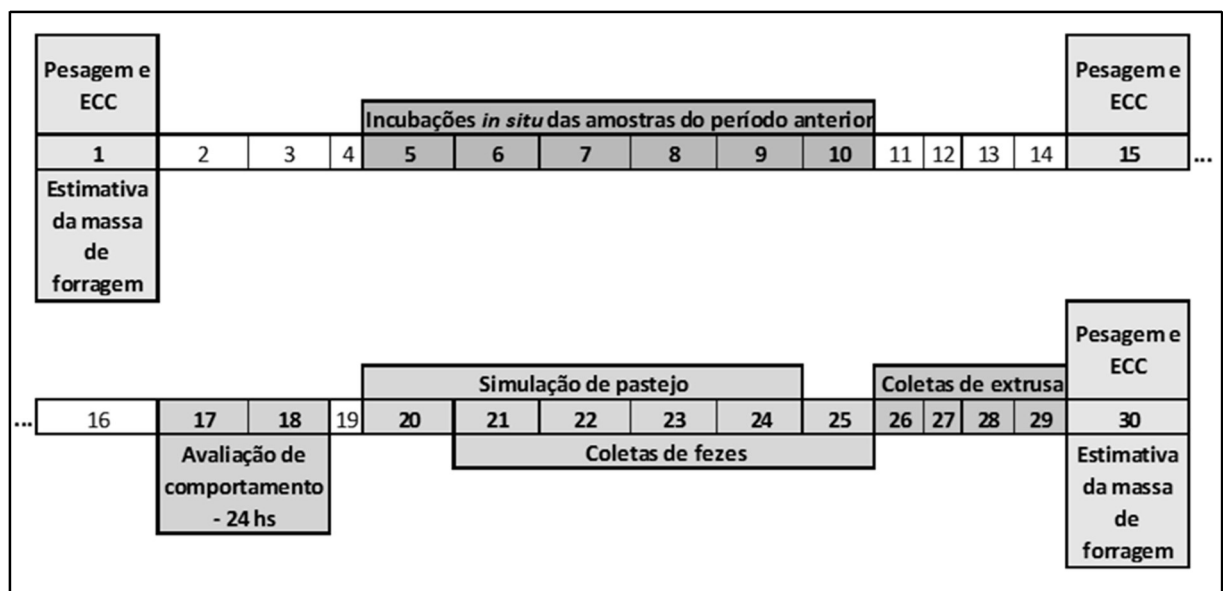 Pesagem e
ECC
Pesagem e
ECC
Incubações in situ das amostras do período anterior
1 2 3 4 5 6 7 8 9 10 11 12 13 14 15 ...
Estimativa
da massa
de
forragem
Pesagem e
ECC
Simulação de pastejo
Coletas de extrusa
... 16 17 18 19 20 21 22 23 24 25 26 27 28 29 30
Avaliação de
comportamento
- 24 hs
Coletas de fezes
Estimativa
da massa
de
forragem